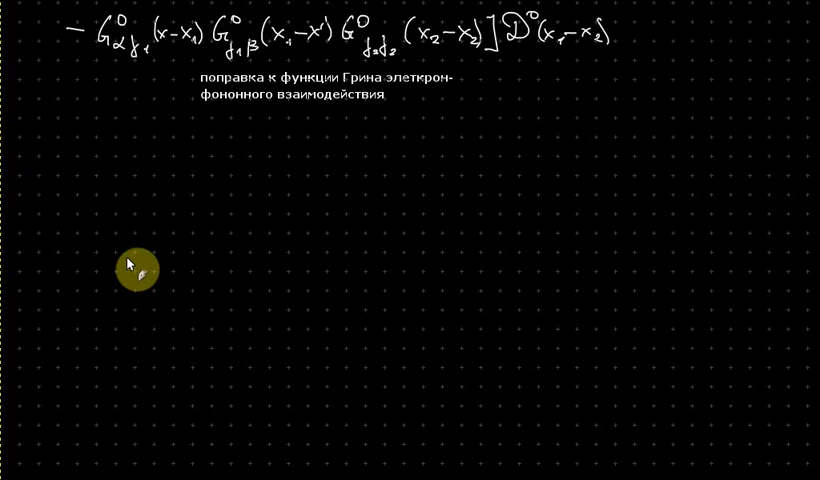 − G⁰_{αγ₁}(x−x₁) G⁰_{γ₁β}(x₁−x') G⁰_{γ₂γ₂}(x₂−x₂)] 𝒟⁰(x₁−x₂)
поправка к функции Грина элеткрон-
фононного взаимодействия